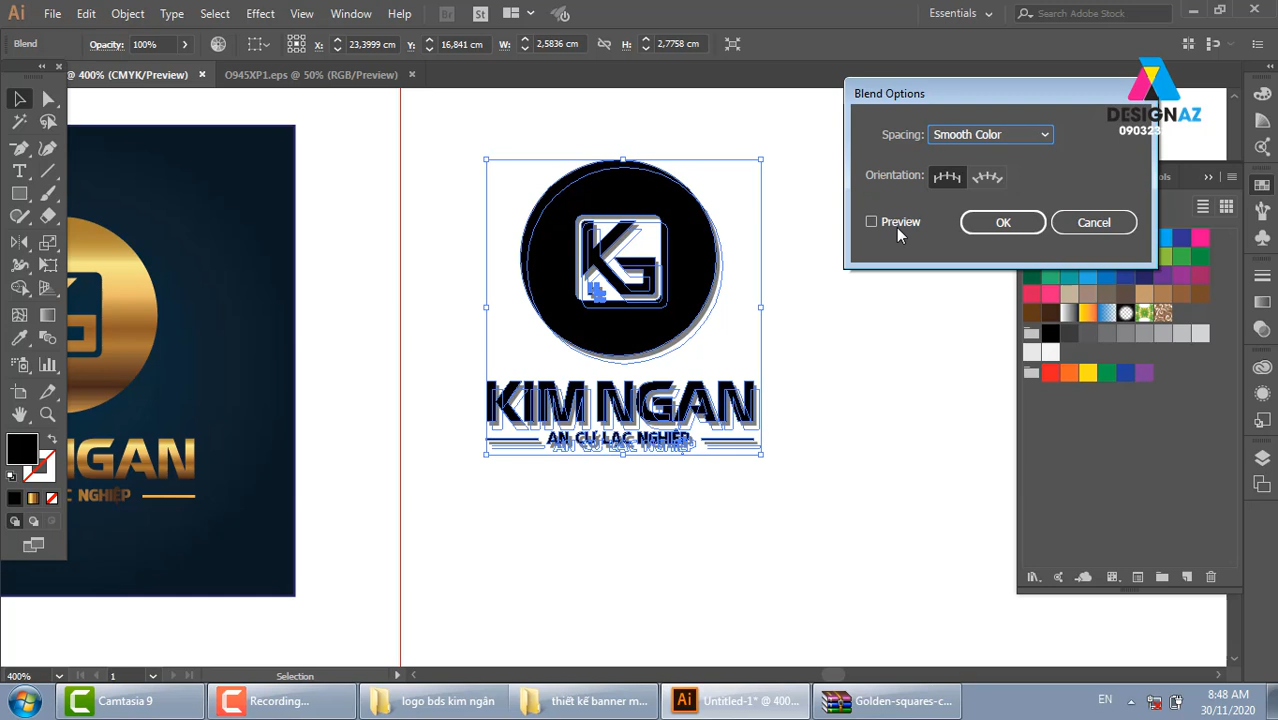 Ai File Edit Object Type Select Effect View Window Help Br St Essentials Search Adobe Stock
Blend Opacity: 100% X: 23,3999 cm Y: 16,841 cm W: 2,5836 cm H: 2,7758 cm
@ 400% (CMYK/Preview) × O945XP1.eps @ 50% (RGB/Preview) ×
Blend Options
Spacing: Smooth Color
Orientation:
Preview OK Cancel
DESIGNAZ
090323
KG
KIM NGAN
AN CƯ LẠC NGHIỆP
NGAN
NGHIỆP
400% 1 Selection
Camtasia 9 Recording... logo bds kim ngân thiết kế banner m... Untitled-1* @ 400... Golden-squares-c... EN 8:48 AM
30/11/2020